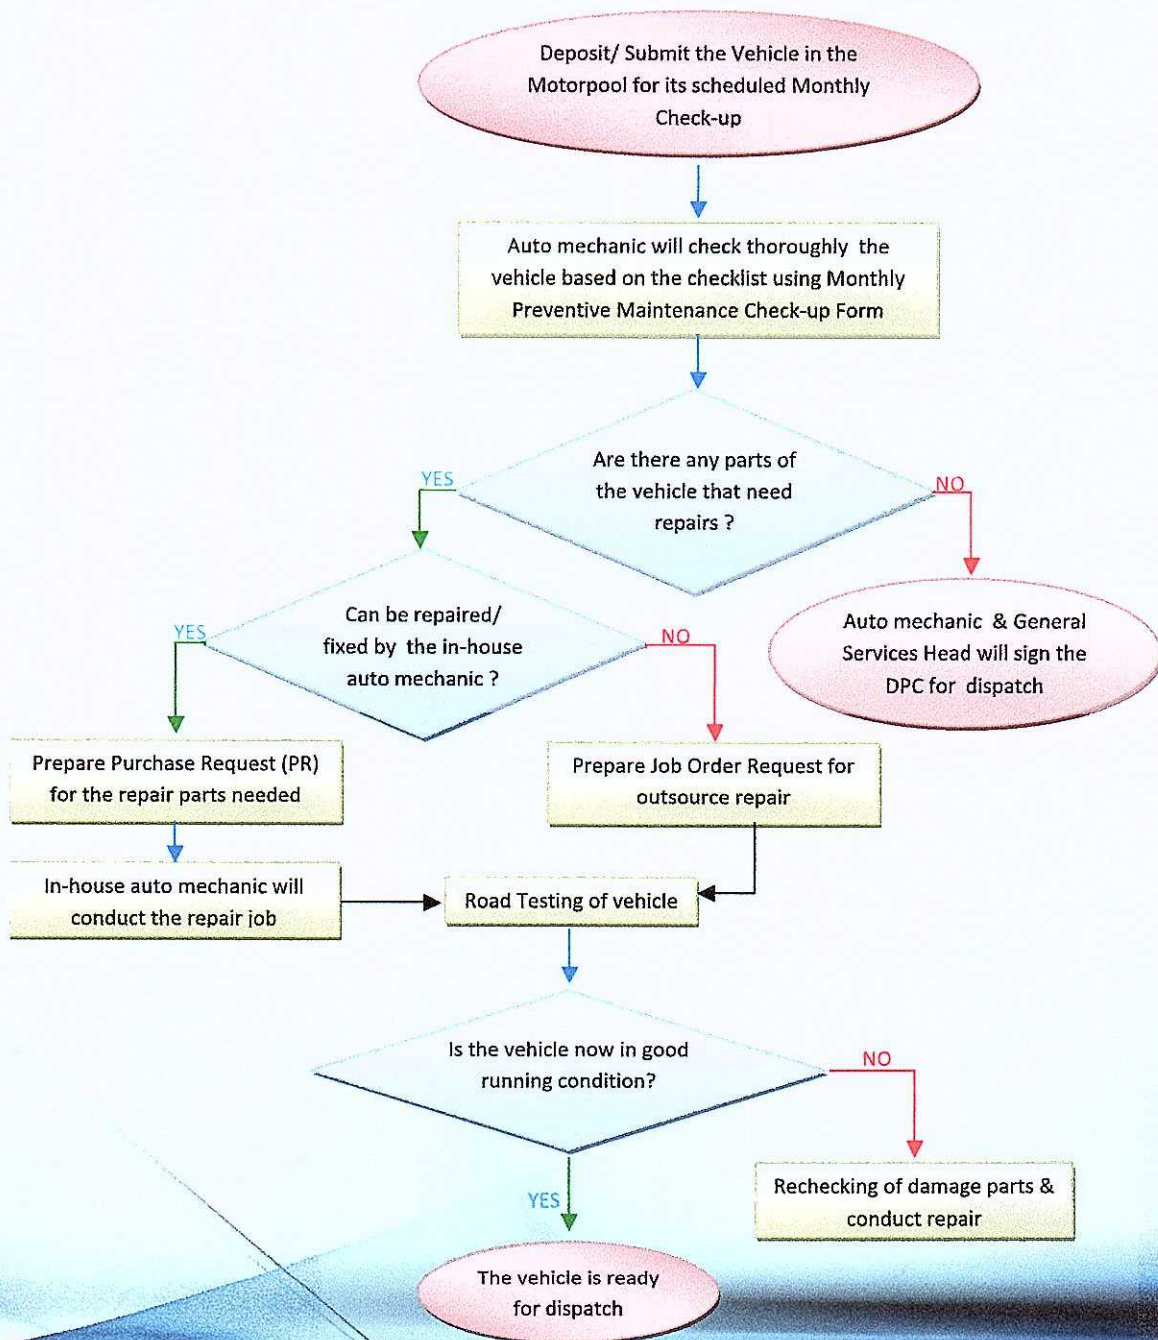 Deposit/ Submit the Vehicle in the
Motorpool for its scheduled Monthly
Check-up
Auto mechanic will check thoroughly the
vehicle based on the checklist using Monthly
Preventive Maintenance Check-up Form
Are there any parts of
the vehicle that need
repairs ?
YES
NO
Can be repaired/
fixed by the in-house
auto mechanic ?
YES
NO
Auto mechanic & General
Services Head will sign the
DPC for dispatch
Prepare Purchase Request (PR)
for the repair parts needed
Prepare Job Order Request for
outsource repair
In-house auto mechanic will
conduct the repair job
Road Testing of vehicle
Is the vehicle now in good
running condition?
NO
YES
Rechecking of damage parts &
conduct repair
The vehicle is ready
for dispatch